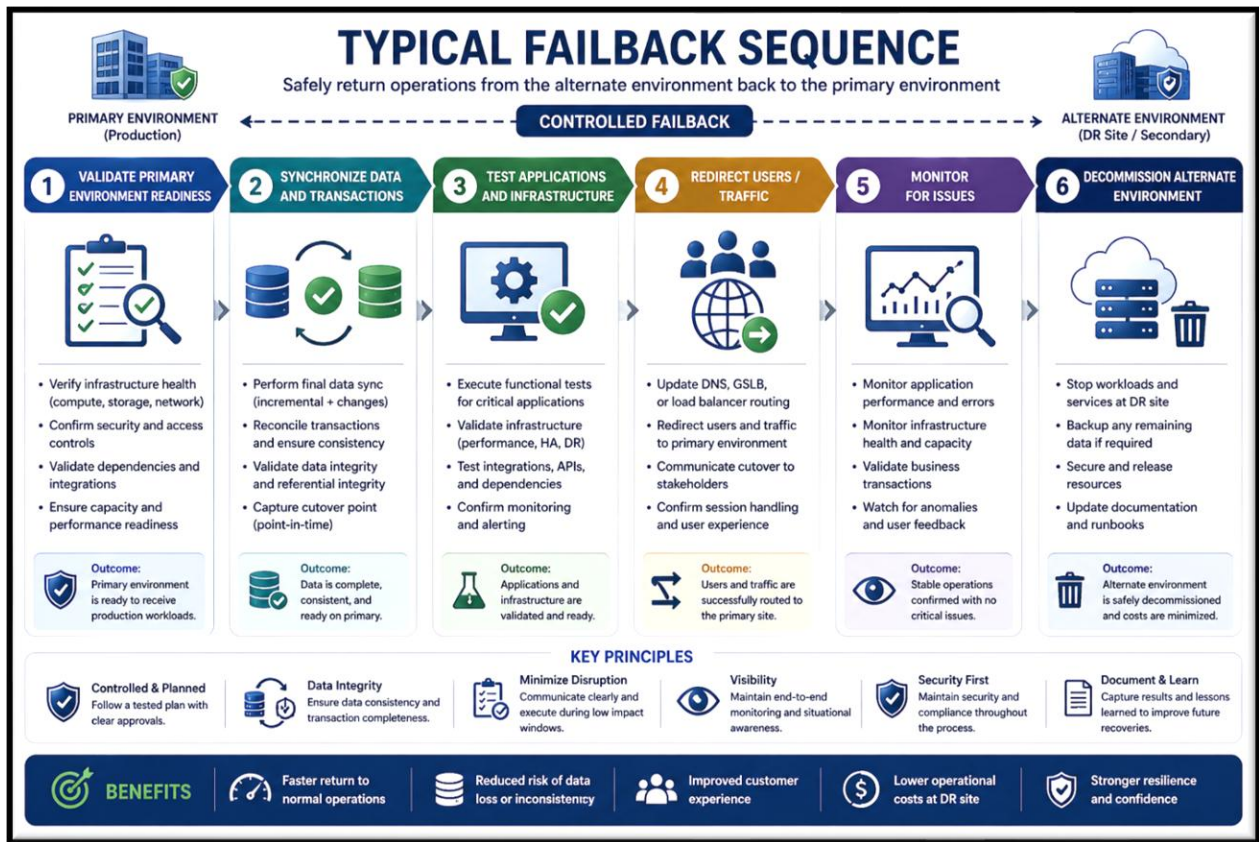 TYPICAL FAILBACK SEQUENCE
Safely return operations from the alternate environment back to the primary environment
PRIMARY ENVIRONMENT
(Production)
CONTROLLED FAILBACK
ALTERNATE ENVIRONMENT
(DR Site / Secondary)
1 VALIDATE PRIMARY
ENVIRONMENT READINESS
• Verify infrastructure health
(compute, storage, network)
• Confirm security and access
controls
• Validate dependencies and
integrations
• Ensure capacity and
performance readiness
Outcome:
Primary environment
is ready to receive
production workloads.
2 SYNCHRONIZE DATA
AND TRANSACTIONS
• Perform final data sync
(incremental + changes)
• Reconcile transactions
and ensure consistency
• Validate data integrity
and referential integrity
• Capture cutover point
(point-in-time)
Outcome:
Data is complete,
consistent, and
ready on primary.
3 TEST APPLICATIONS
AND INFRASTRUCTURE
• Execute functional tests
for critical applications
• Validate infrastructure
(performance, HA, DR)
• Test integrations, APIs,
and dependencies
• Confirm monitoring
and alerting
Outcome:
Applications and
infrastructure are
validated and ready.
4 REDIRECT USERS /
TRAFFIC
• Update DNS, GSLB,
or load balancer routing
• Redirect users and traffic
to primary environment
• Communicate cutover to
stakeholders
• Confirm session handling
and user experience
Outcome:
Users and traffic are
successfully routed to
the primary site.
5 MONITOR
FOR ISSUES
• Monitor application
performance and errors
• Monitor infrastructure
health and capacity
• Validate business
transactions
• Watch for anomalies
and user feedback
Outcome:
Stable operations
confirmed with no
critical issues.
6 DECOMMISSION ALTERNATE
ENVIRONMENT
• Stop workloads and
services at DR site
• Backup any remaining
data if required
• Secure and release
resources
• Update documentation
and runbooks
Outcome:
Alternate environment
is safely decommissioned
and costs are minimized.
KEY PRINCIPLES
Controlled & Planned
Follow a tested plan with
clear approvals.
Data Integrity
Ensure data consistency and
transaction completeness.
Minimize Disruption
Communicate clearly and
execute during low impact
windows.
Visibility
Maintain end-to-end
monitoring and situational
awareness.
Security First
Maintain security and
compliance throughout
the process.
Document & Learn
Capture results and lessons
learned to improve future
recoveries.
BENEFITS
Faster return to
normal operations
Reduced risk of data
loss or inconsistency
Improved customer
experience
$
Lower operational
costs at DR site
Stronger resilience
and confidence